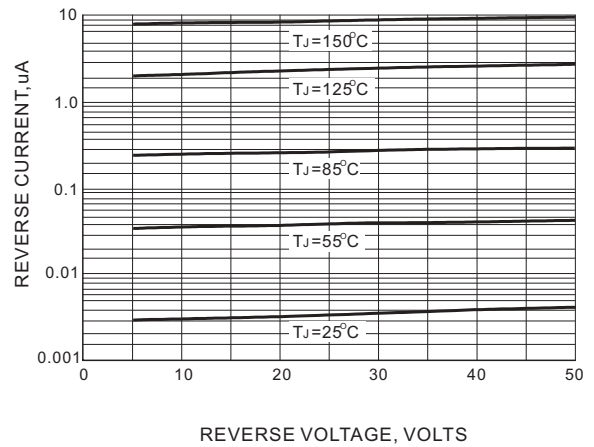 10
1.0
0.1
0.01
0.001
REVERSE CURRENT,uA
TJ=150°C
TJ=125°C
TJ=85°C
TJ=55°C
TJ=25°C
0 10 20 30 40 50
REVERSE VOLTAGE, VOLTS